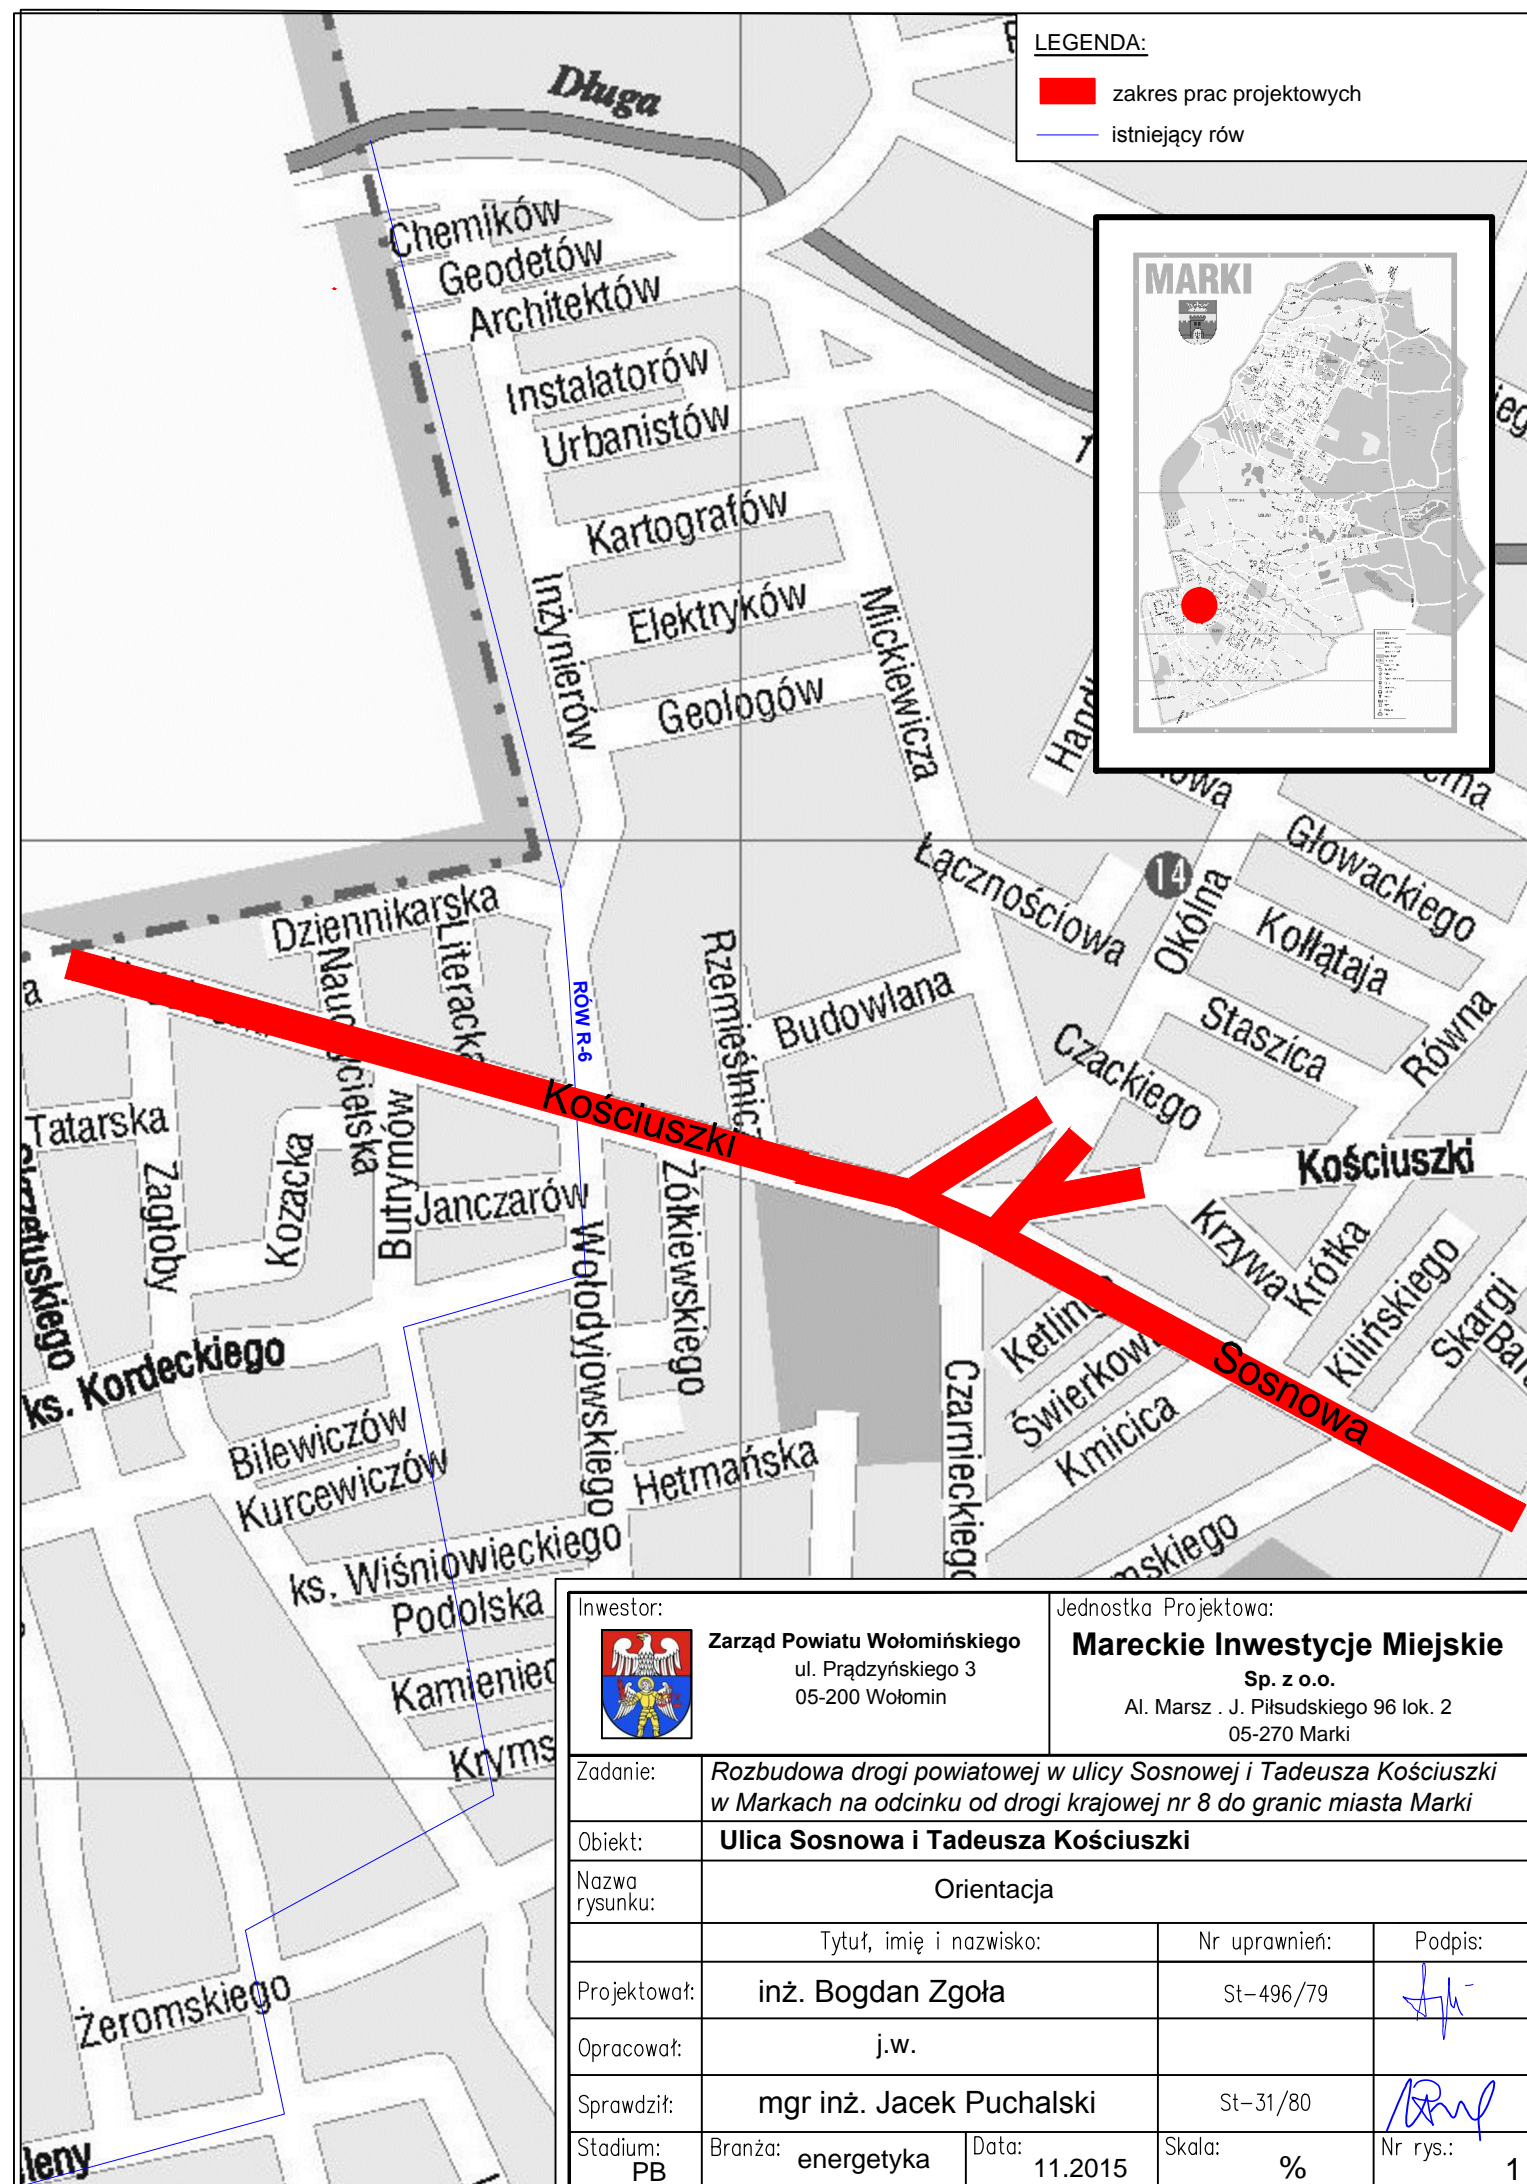 LEGENDA:
zakres prac projektowych
istniejący rów
Długa
Chemików
Geodetów
Architektów
Instalatorów
Urbanistów
Kartografów
Elektryków
Geologów
Inżynierów
Mickiewicza
MARKI
Łącznościowa
14
Okólna
Głowackiego
Kołłątaja
Staszica
Równa
Czackiego
Dziennikarska
Literacka
RÓW R-6
Rzemieślnicz
Budowlana
Kościuszki
Kościuszki
Tatarska
Zagłoby
Kozacka
Butrymów
Janczarów
Wołodyjowskiego
Żółkiewskiego
Krzywa
Krótka
Kilińskiego
Skargi
Sosnowa
Kmicica
Czarnieckiego
Hetmańska
ks. Kordeckiego
Bilewiczów
Kurcewiczów
ks. Wiśniowieckiego
Podolska
Kamieniec
Kryms
mskiego
Żeromskiego
leny
Inwestor:
Zarząd Powiatu Wołomińskiego
ul. Prądzyńskiego 3
05-200 Wołomin
Jednostka Projektowa:
Mareckie Inwestycje Miejskie
Sp. z o.o.
Al. Marsz . J. Piłsudskiego 96 lok. 2
05-270 Marki
Zadanie:
Rozbudowa drogi powiatowej w ulicy Sosnowej i Tadeusza Kościuszki
w Markach na odcinku od drogi krajowej nr 8 do granic miasta Marki
Obiekt:
Ulica Sosnowa i Tadeusza Kościuszki
Nazwa
rysunku:
Orientacja
Tytuł, imię i nazwisko:
Nr uprawnień:
Podpis:
Projektował:
inż. Bogdan Zgoła
St-496/79
Opracował:
j.w.
Sprawdził:
mgr inż. Jacek Puchalski
St-31/80
Stadium:
PB
Branża: energetyka
Data:
11.2015
Skala:
%
Nr rys.:
1